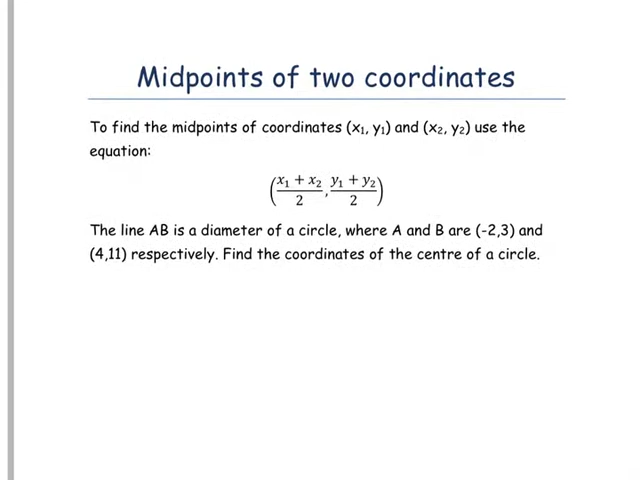 Midpoints of two coordinates
To find the midpoints of coordinates (x₁, y₁) and (x₂, y₂) use the
equation:
(x₁ + x₂/2, y₁ + y₂/2)
The line AB is a diameter of a circle, where A and B are (-2,3) and
(4,11) respectively. Find the coordinates of the centre of a circle.